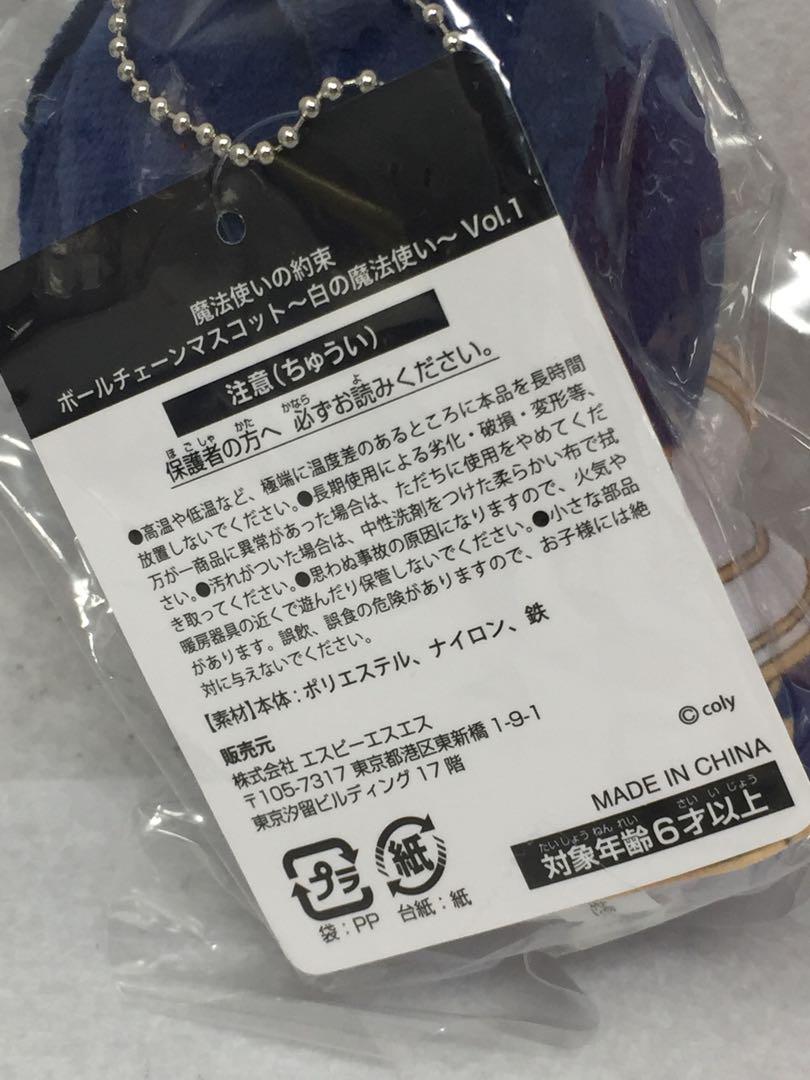 魔法使いの約束
ボールチェーンマスコット～白の魔法使い～ Vol.1
注意(ちゅうい)
保護者の方へ 必ずお読みください。
●高温や低温など、極端に温度差のあるところに本品を長時間
放置しないでください。●長期使用による劣化・破損・変形等、
万が一商品に異常があった場合は、ただちに使用をやめてくだ
さい。●汚れがついた場合は、中性洗剤をつけた柔らかい布で拭
き取ってください。●思わぬ事故の原因になりますので、火気や
暖房器具の近くで遊んだり保管しないでください。●小さな部品
があります。誤飲、誤食の危険がありますので、お子様には絶
対に与えないでください。
【素材】本体：ポリエステル、ナイロン、鉄
販売元
株式会社 エスピーエスエス
〒105-7317 東京都港区東新橋 1-9-1
東京汐留ビルディング 17 階
©coly
MADE IN CHINA
対象年齢6才以上
プラ
紙
袋：PP
台紙：紙